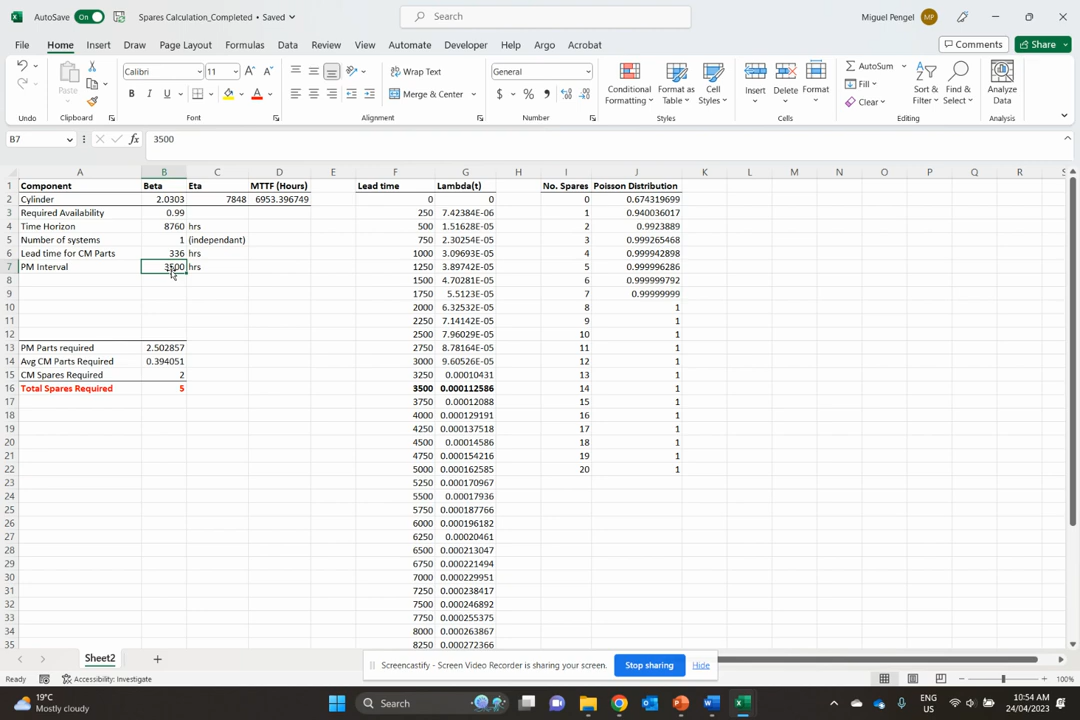 AutoSave On Spares Calculation_Completed • Saved Search Miguel Pengel MP
File Home Insert Draw Page Layout Formulas Data Review View Automate Developer Help Argo Acrobat Comments Share
Calibri 11 Wrap Text General AutoSum
Paste B I U Merge & Center $ % Conditional Formatting Format as Table Cell Styles Insert Delete Format Fill Clear Sort & Filter Find & Select Analyze Data
Undo Clipboard Font Alignment Number Styles Cells Editing Analysis
B7 fx 3500
A B C D E F G H I J K L M N O P Q R S
1 Component Beta Eta MTTF (Hours) Lead time Lambda(t) No. Spares Poisson Distribution
2 Cylinder 2.0303 7848 6953.396749 0 0 0 0.674319699
3 Required Availability 0.99 250 7.42384E-06 1 0.940036017
4 Time Horizon 8760 hrs 500 1.51628E-05 2 0.9923889
5 Number of systems 1 (independant) 750 2.30254E-05 3 0.999265468
6 Lead time for CM Parts 336 hrs 1000 3.09693E-05 4 0.999942898
7 PM Interval 3500 hrs 1250 3.89742E-05 5 0.999996286
8 1500 4.70281E-05 6 0.999999792
9 1750 5.5123E-05 7 0.99999999
10 2000 6.32532E-05 8 1
11 2250 7.14142E-05 9 1
12 2500 7.96029E-05 10 1
13 PM Parts required 2.502857 2750 8.78164E-05 11 1
14 Avg CM Parts Required 0.394051 3000 9.60526E-05 12 1
15 CM Spares Required 2 3250 0.00010431 13 1
16 Total Spares Required 5 3500 0.000112586 14 1
17 3750 0.00012088 15 1
18 4000 0.000129191 16 1
19 4250 0.000137518 17 1
20 4500 0.00014586 18 1
21 4750 0.000154216 19 1
22 5000 0.000162585 20 1
23 5250 0.000170967
24 5500 0.00017936
25 5750 0.000187766
26 6000 0.000196182
27 6250 0.00020461
28 6500 0.000213047
29 6750 0.000221494
30 7000 0.000229951
31 7250 0.000238417
32 7500 0.000246892
33 7750 0.000255375
34 8000 0.000263867
35 8250 0.000272366
Sheet2
Screencastify - Screen Video Recorder is sharing your screen. Stop sharing Hide
Ready Accessibility: Investigate 100%
19°C Mostly cloudy Search ENG US 10:54 AM 24/04/2023